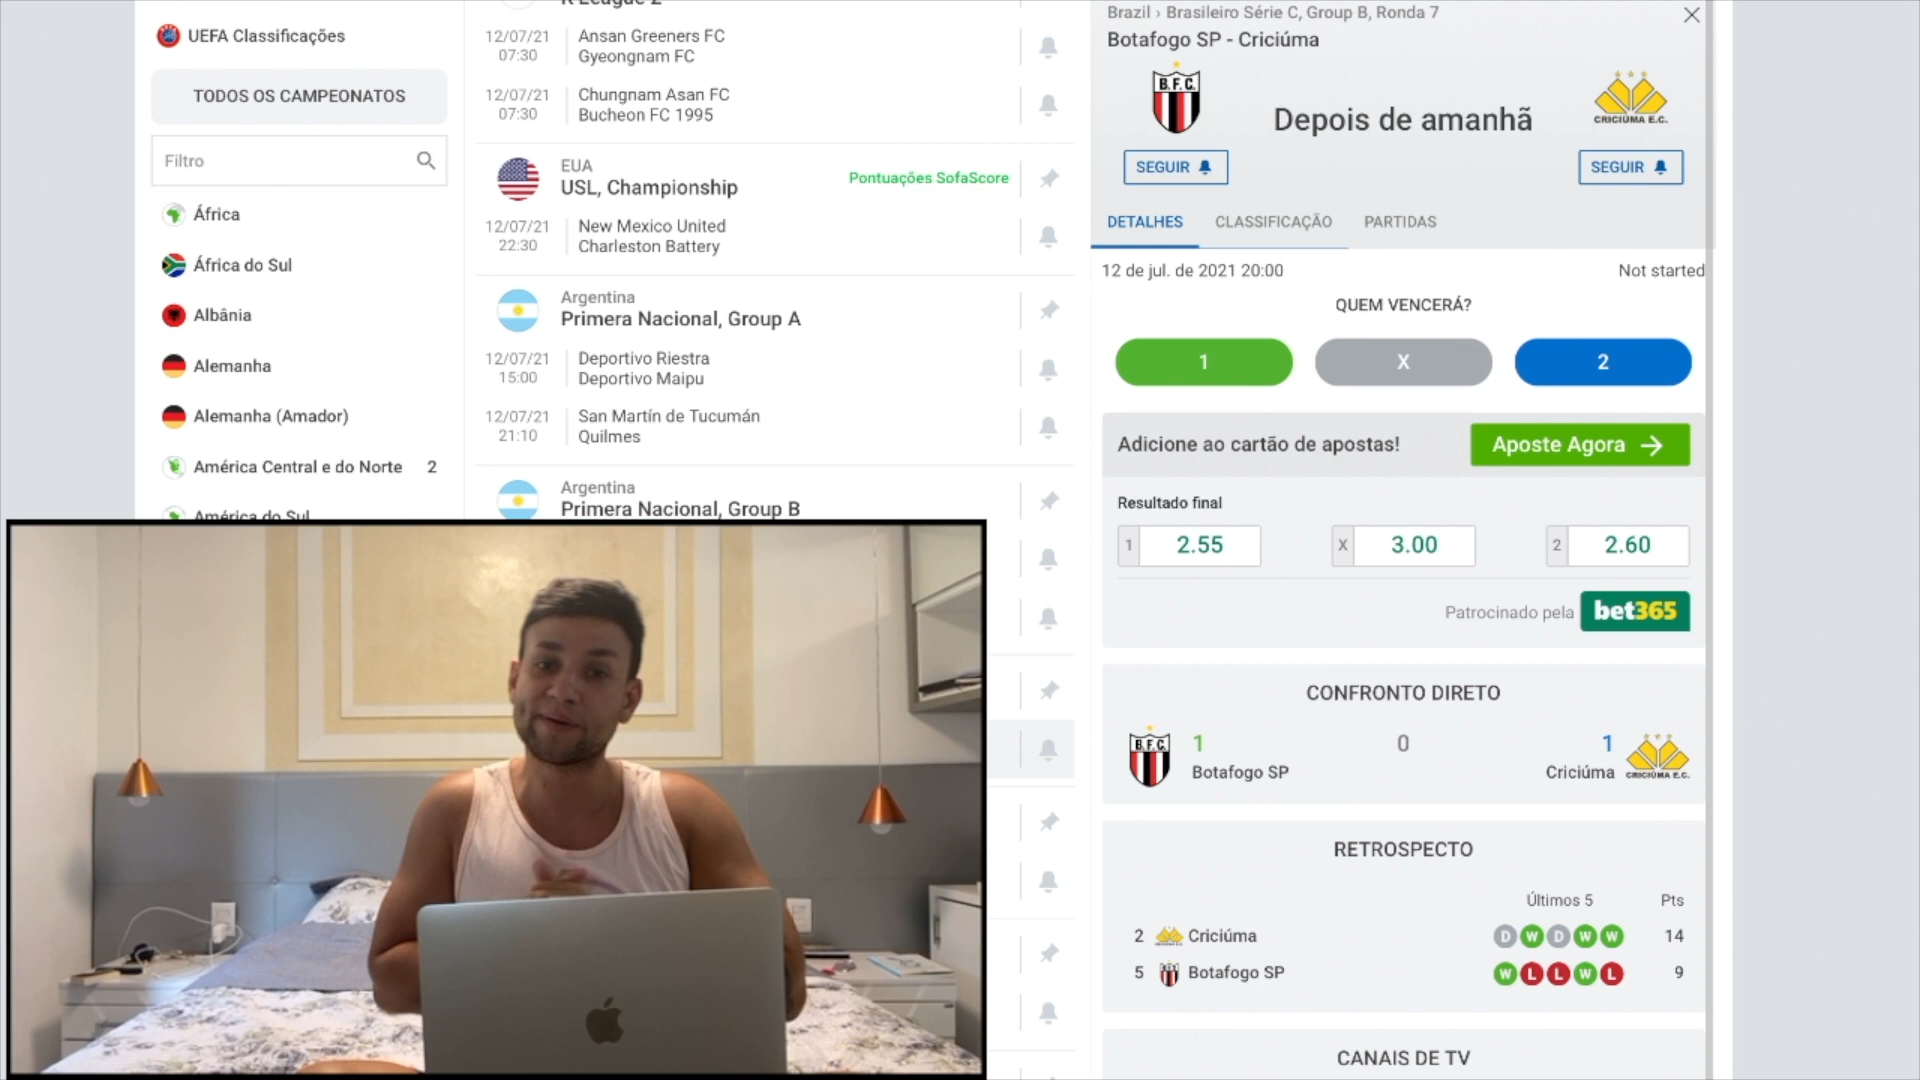 UEFA Classificações
TODOS OS CAMPEONATOS
Filtro
África
África do Sul
Albânia
Alemanha
Alemanha (Amador)
América Central e do Norte 2
América do Sul
12/07/21
07:30
Ansan Greeners FC
Gyeongnam FC
12/07/21
07:30
Chungnam Asan FC
Bucheon FC 1995
EUA
USL, Championship
Pontuações SofaScore
12/07/21
22:30
New Mexico United
Charleston Battery
Argentina
Primera Nacional, Group A
12/07/21
15:00
Deportivo Riestra
Deportivo Maipu
12/07/21
21:10
San Martín de Tucumán
Quilmes
Argentina
Primera Nacional, Group B
Brazil › Brasileiro Série C, Group B, Ronda 7
Botafogo SP - Criciúma
B.F.C.
Depois de amanhã
CRICIÚMA E.C.
SEGUIR
SEGUIR
DETALHES CLASSIFICAÇÃO PARTIDAS
12 de jul. de 2021 20:00 Not started
QUEM VENCERÁ?
1 X 2
Adicione ao cartão de apostas! Aposte Agora
Resultado final
1 2.55 X 3.00 2 2.60
Patrocinado pela bet365
CONFRONTO DIRETO
B.F.C.
1 0 1
Botafogo SP Criciúma
CRICIÚMA E.C.
RETROSPECTO
Últimos 5 Pts
2 Criciúma D W D W W 14
5 Botafogo SP W L L W L 9
CANAIS DE TV